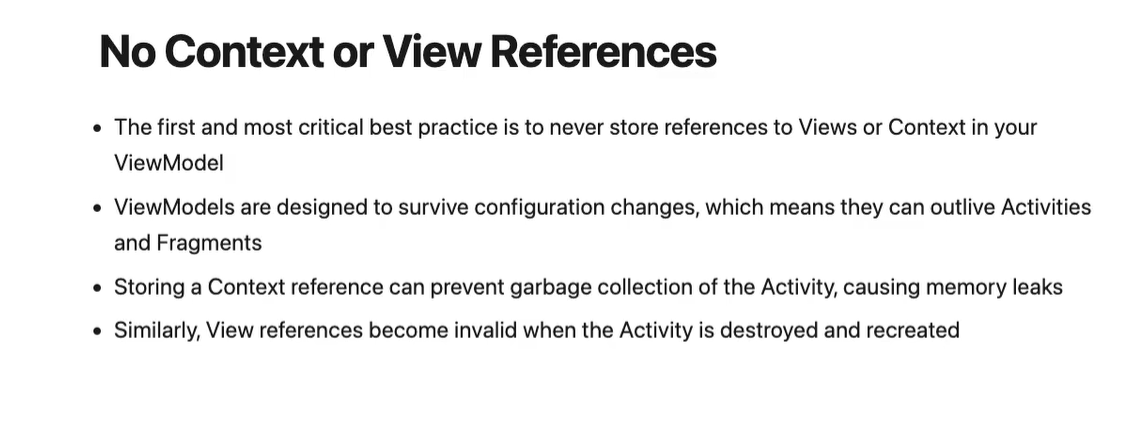 No Context or View References
• The first and most critical best practice is to never store references to Views or Context in your
ViewModel
• ViewModels are designed to survive configuration changes, which means they can outlive Activities
and Fragments
• Storing a Context reference can prevent garbage collection of the Activity, causing memory leaks
• Similarly, View references become invalid when the Activity is destroyed and recreated